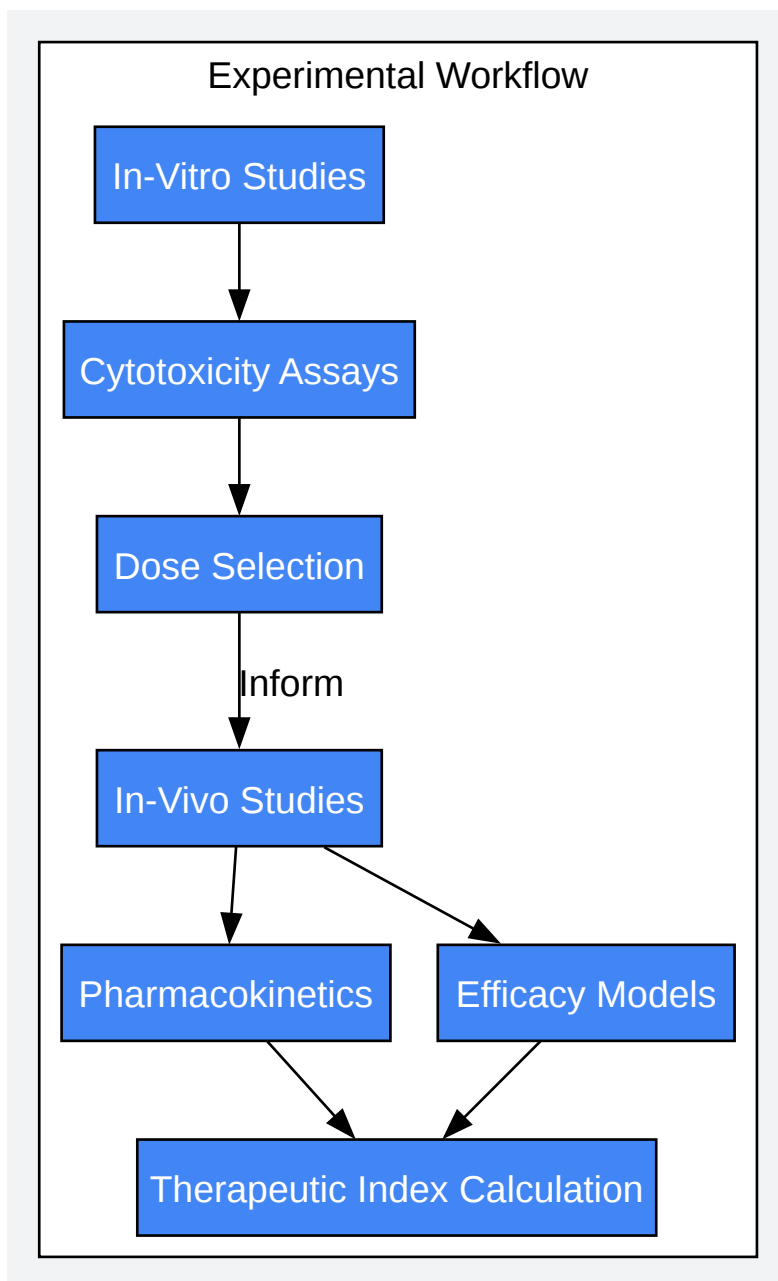 Experimental Workflow
In-Vitro Studies
Cytotoxicity Assays
Dose Selection
Inform
In-Vivo Studies
Pharmacokinetics
Efficacy Models
Therapeutic Index Calculation